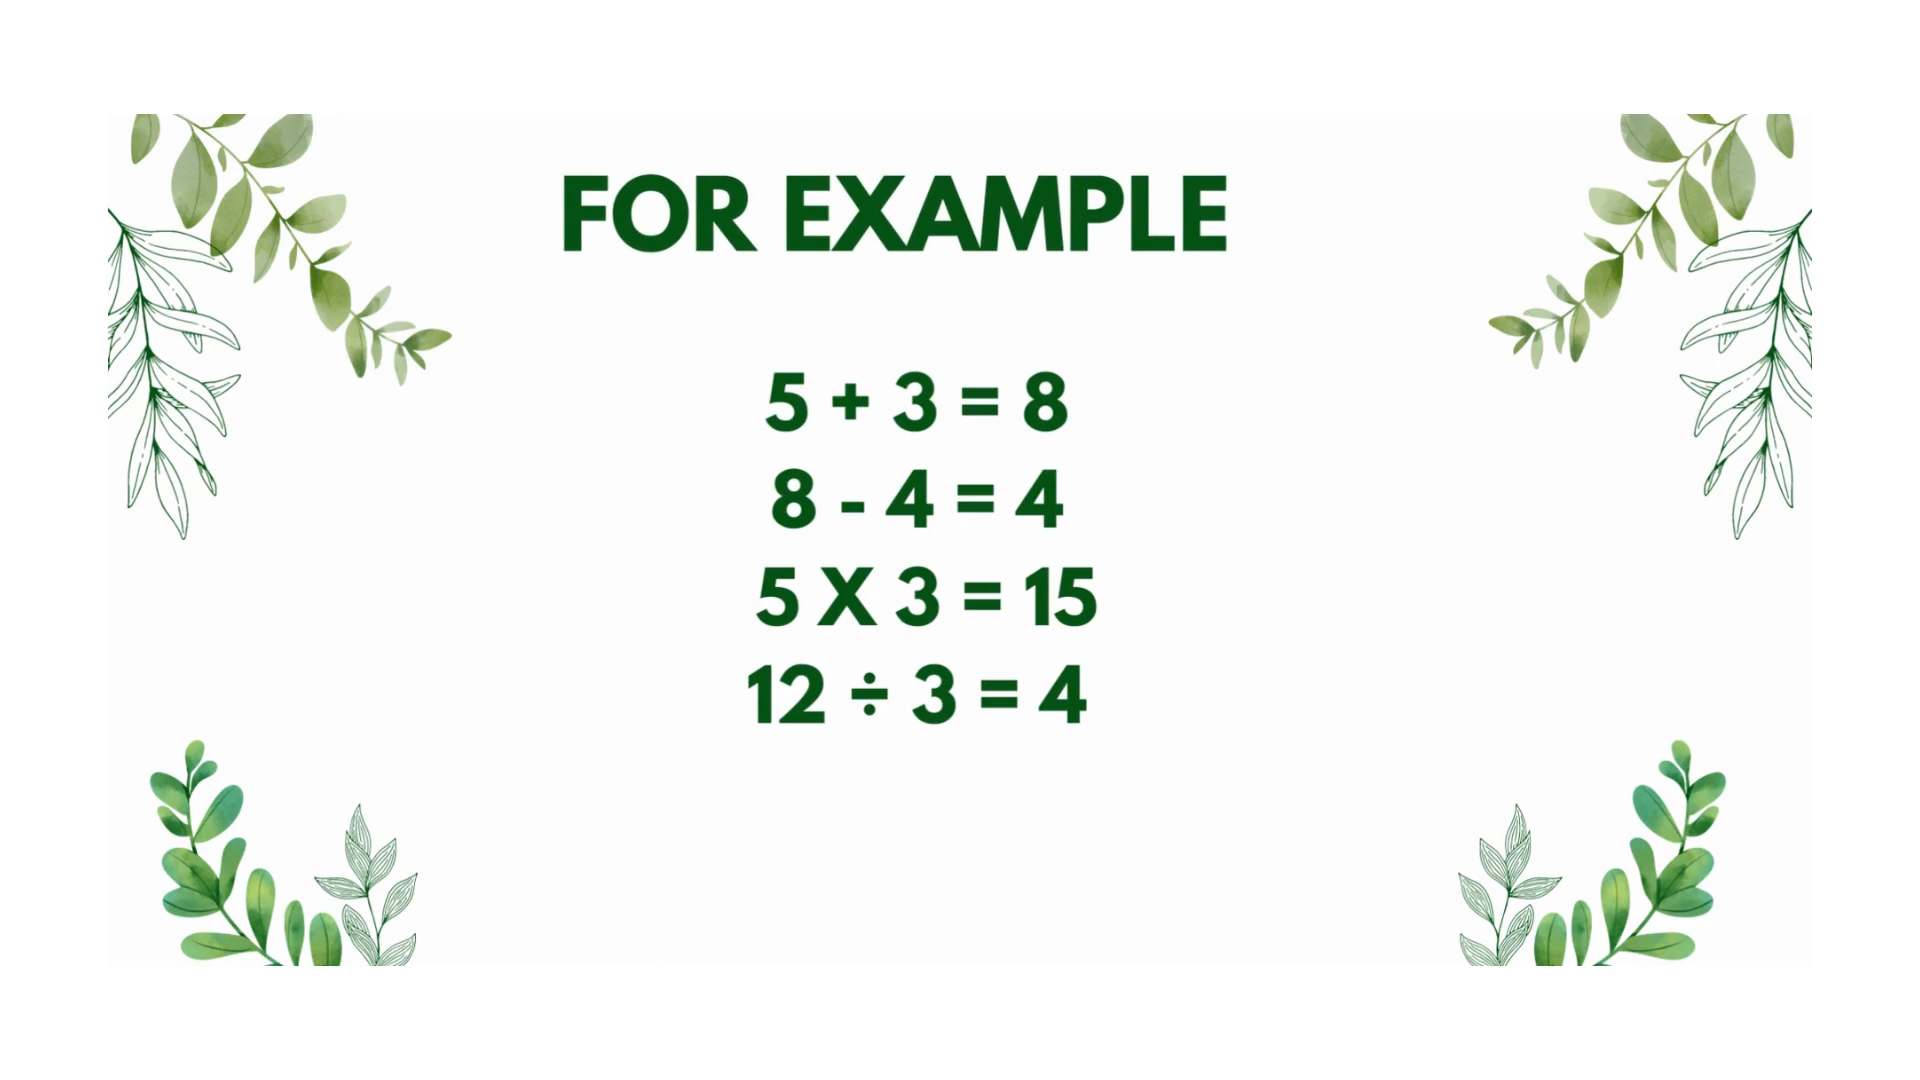 FOR EXAMPLE
5 + 3 = 8
8 - 4 = 4
5 X 3 = 15
12 ÷ 3 = 4